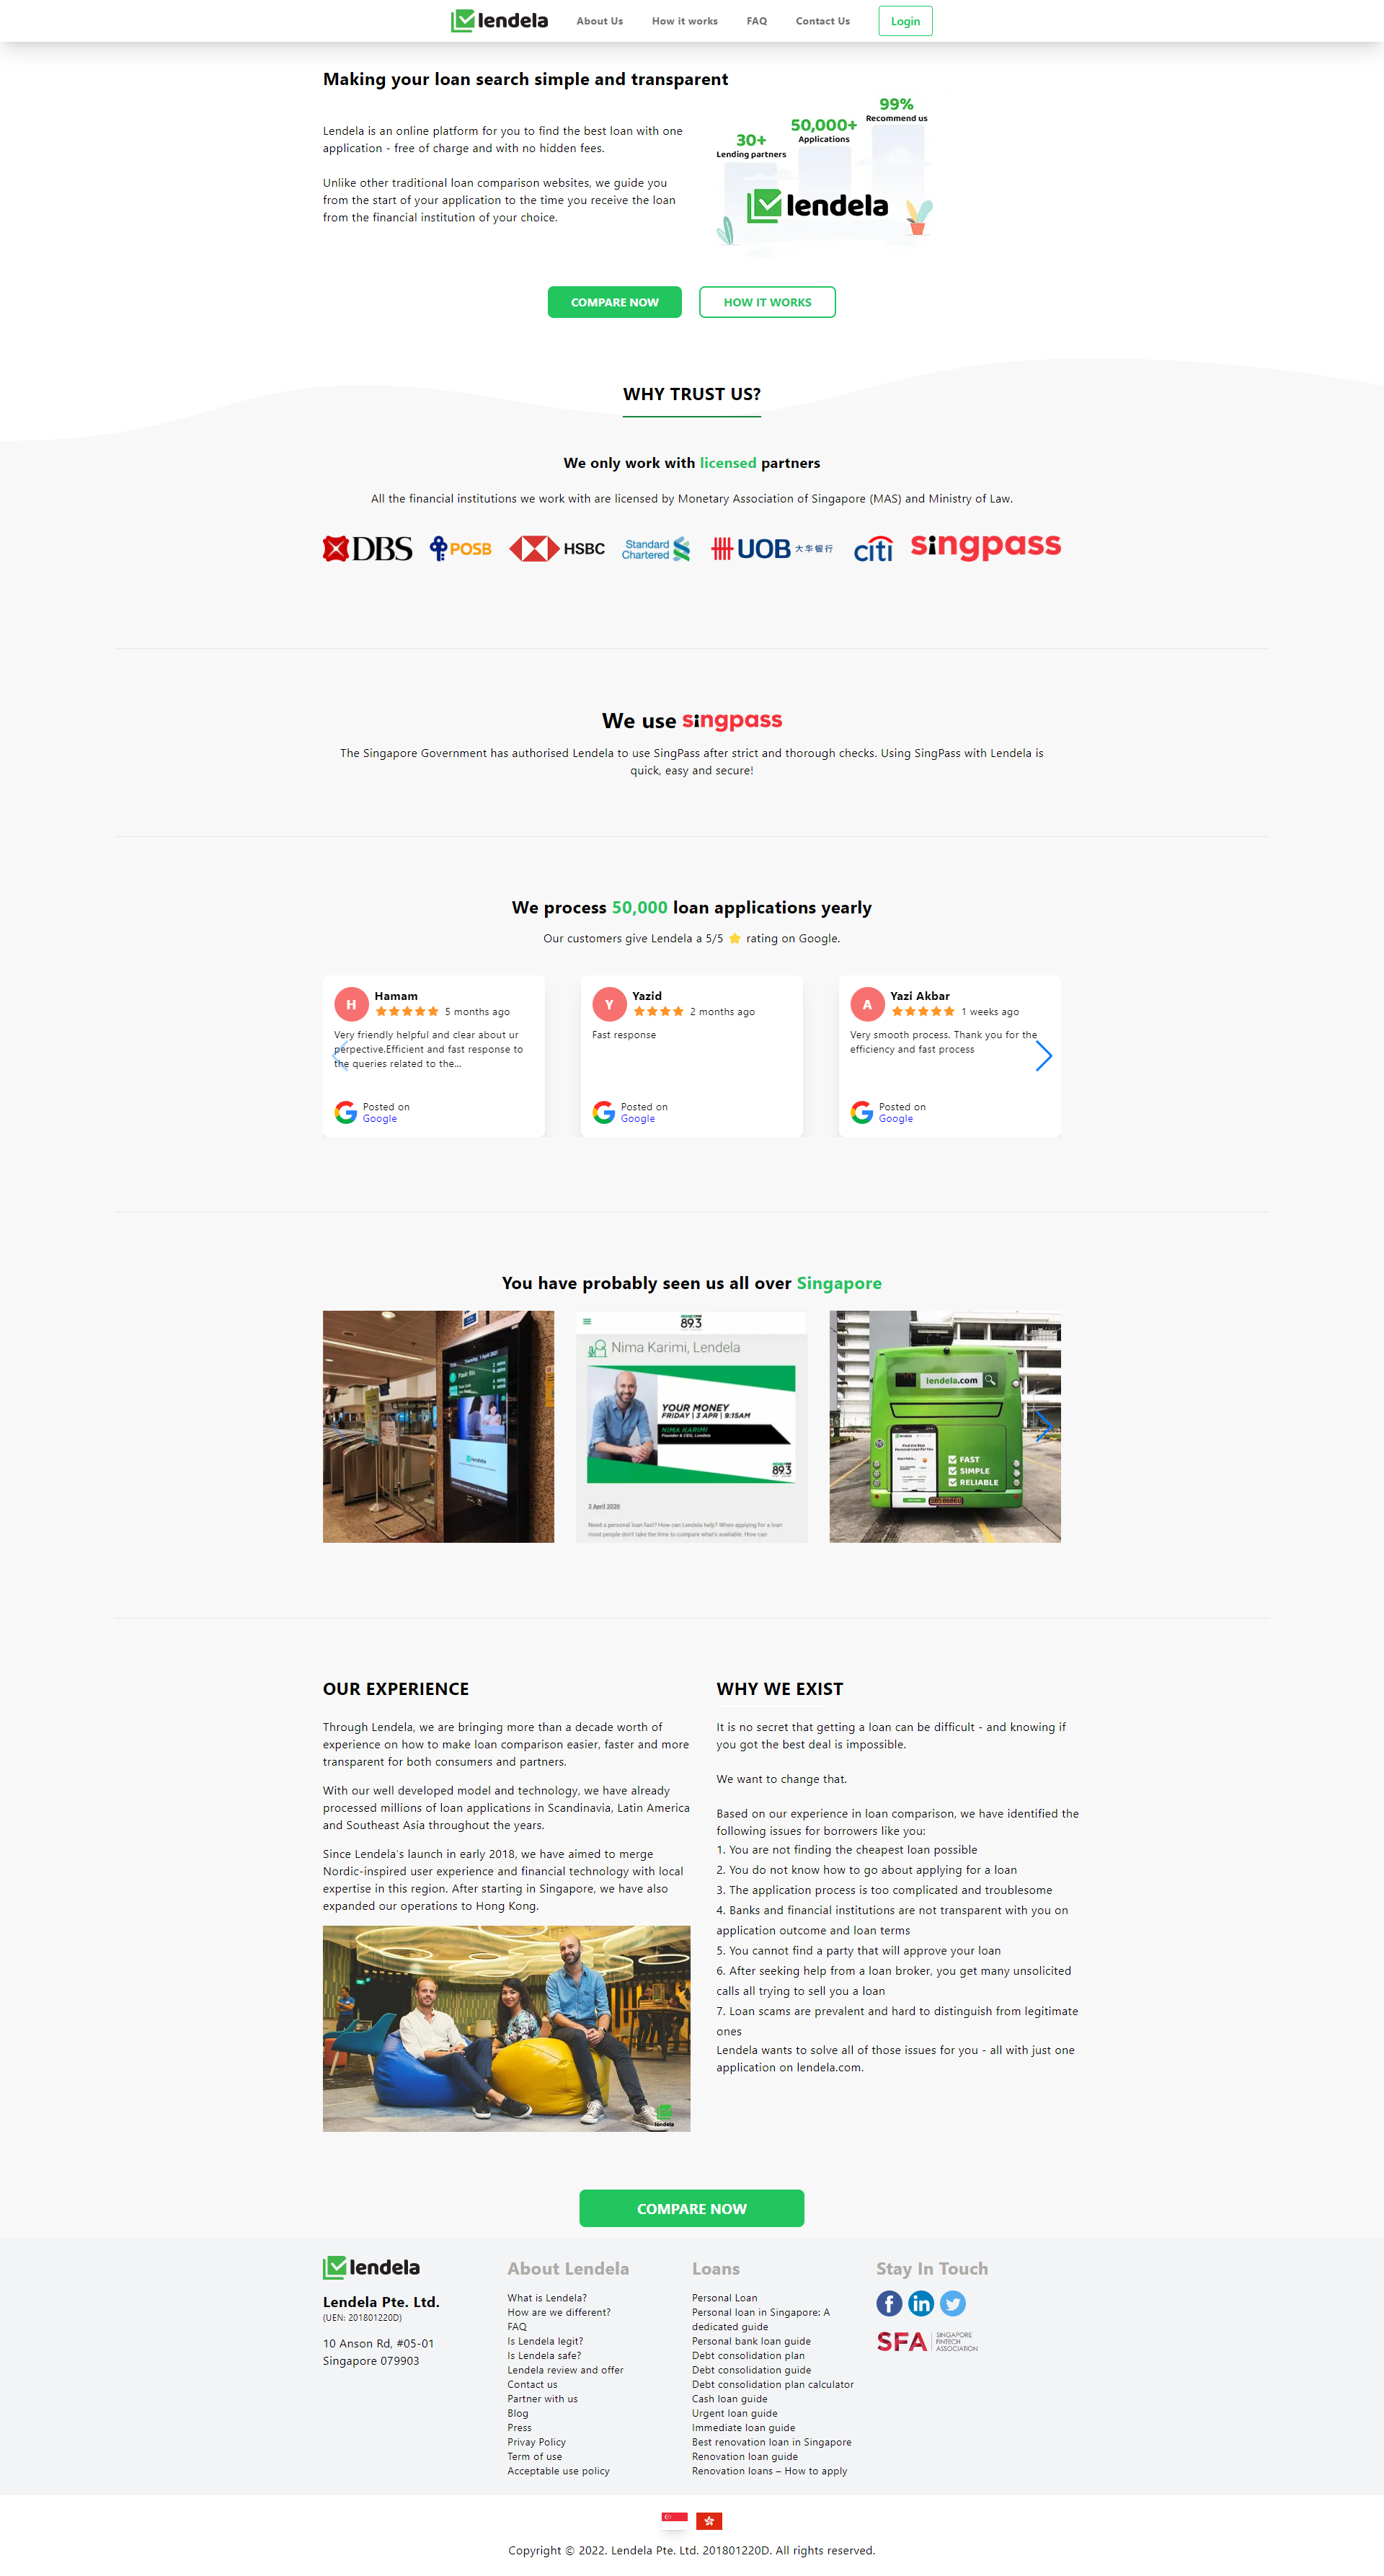 lendela
About Us
How it works
FAQ
Contact Us
Login
Making your loan search simple and transparent
Lendela is an online platform for you to find the best loan with one
application - free of charge and with no hidden fees.
Unlike other traditional loan comparison websites, we guide you
from the start of your application to the time you receive the loan
from the financial institution of your choice.
30+
Lending partners
50,000+
Applications
99%
Recommend us
lendela
COMPARE NOW
HOW IT WORKS
WHY TRUST US?
We only work with licensed partners
All the financial institutions we work with are licensed by Monetary Association of Singapore (MAS) and Ministry of Law.
DBS
POSB
HSBC
Standard
Chartered
UOB 大华银行
citi
singpass
We use singpass
The Singapore Government has authorised Lendela to use SingPass after strict and thorough checks. Using SingPass with Lendela is
quick, easy and secure!
We process 50,000 loan applications yearly
Our customers give Lendela a 5/5 ⭐ rating on Google.
H
Hamam
5 months ago
Very friendly helpful and clear about ur
perpective.Efficient and fast response to
the queries related to the...
Posted on
Google
Y
Yazid
2 months ago
Fast response
Posted on
Google
A
Yazi Akbar
1 weeks ago
Very smooth process. Thank you for the
efficiency and fast process
Posted on
Google
You have probably seen us all over Singapore
lendela
89.3
Nima Karimi, Lendela
YOUR MONEY
FRIDAY | 3 APR | 9:15AM
NIMA KARIMI
Founder & CEO, Lendela
89.3
3 April 2020
Need a personal loan fast? How can Lendela help? When applying for a loan
most people don't take the time to compare what's available. How can
lendela.com
FAST
SIMPLE
RELIABLE
OUR EXPERIENCE
Through Lendela, we are bringing more than a decade worth of
experience on how to make loan comparison easier, faster and more
transparent for both consumers and partners.
With our well developed model and technology, we have already
processed millions of loan applications in Scandinavia, Latin America
and Southeast Asia throughout the years.
Since Lendela's launch in early 2018, we have aimed to merge
Nordic-inspired user experience and financial technology with local
expertise in this region. After starting in Singapore, we have also
expanded our operations to Hong Kong.
lendela
WHY WE EXIST
It is no secret that getting a loan can be difficult - and knowing if
you got the best deal is impossible.
We want to change that.
Based on our experience in loan comparison, we have identified the
following issues for borrowers like you:
1. You are not finding the cheapest loan possible
2. You do not know how to go about applying for a loan
3. The application process is too complicated and troublesome
4. Banks and financial institutions are not transparent with you on
application outcome and loan terms
5. You cannot find a party that will approve your loan
6. After seeking help from a loan broker, you get many unsolicited
calls all trying to sell you a loan
7. Loan scams are prevalent and hard to distinguish from legitimate
ones
Lendela wants to solve all of those issues for you - all with just one
application on lendela.com.
COMPARE NOW
lendela
Lendela Pte. Ltd.
(UEN: 201801220D)
10 Anson Rd, #05-01
Singapore 079903
About Lendela
What is Lendela?
How are we different?
FAQ
Is Lendela legit?
Is Lendela safe?
Lendela review and offer
Contact us
Partner with us
Blog
Press
Privay Policy
Term of use
Acceptable use policy
Loans
Personal Loan
Personal loan in Singapore: A
dedicated guide
Personal bank loan guide
Debt consolidation plan
Debt consolidation guide
Debt consolidation plan calculator
Cash loan guide
Urgent loan guide
Immediate loan guide
Best renovation loan in Singapore
Renovation loan guide
Renovation loans – How to apply
Stay In Touch
SFA
SINGAPORE
FINTECH
ASSOCIATION
Copyright © 2022. Lendela Pte. Ltd. 201801220D. All rights reserved.